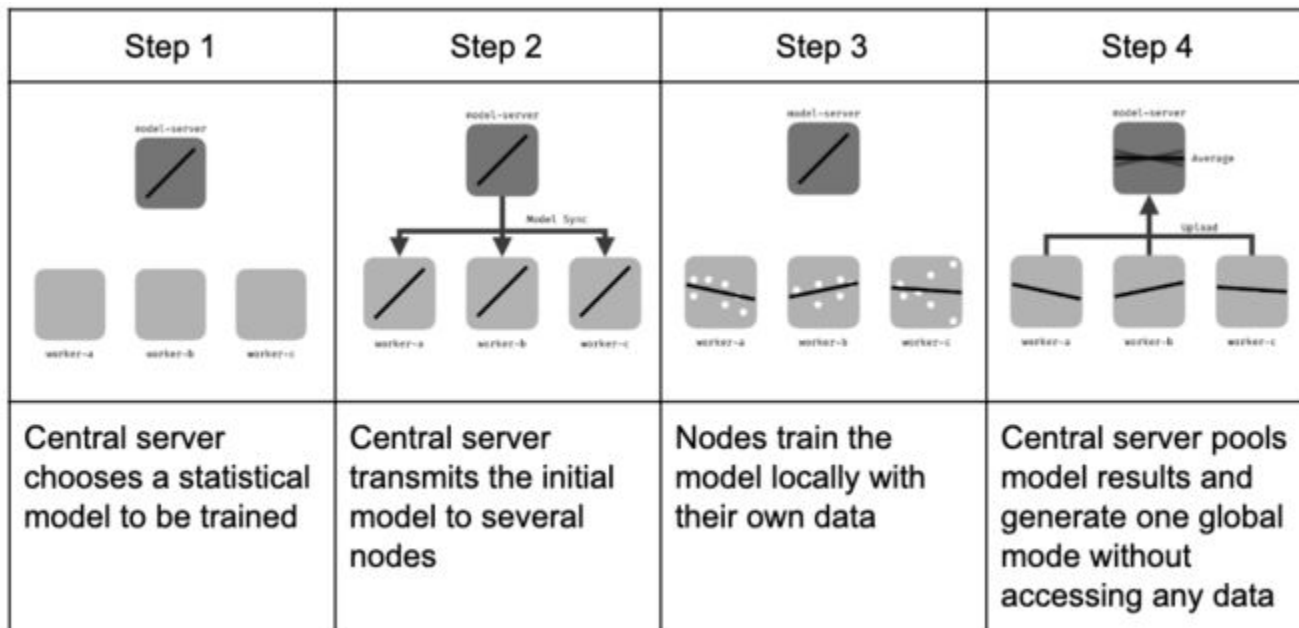 Step 1
Step 2
Step 3
Step 4
model-server
worker-a
worker-b
worker-c
model-server
Model Sync
worker-a
worker-b
worker-c
model-server
worker-a
worker-b
worker-c
model-server
Average
Upload
worker-a
worker-b
worker-c
Central server
chooses a statistical
model to be trained
Central server
transmits the initial
model to several
nodes
Nodes train the
model locally with
their own data
Central server pools
model results and
generate one global
mode without
accessing any data